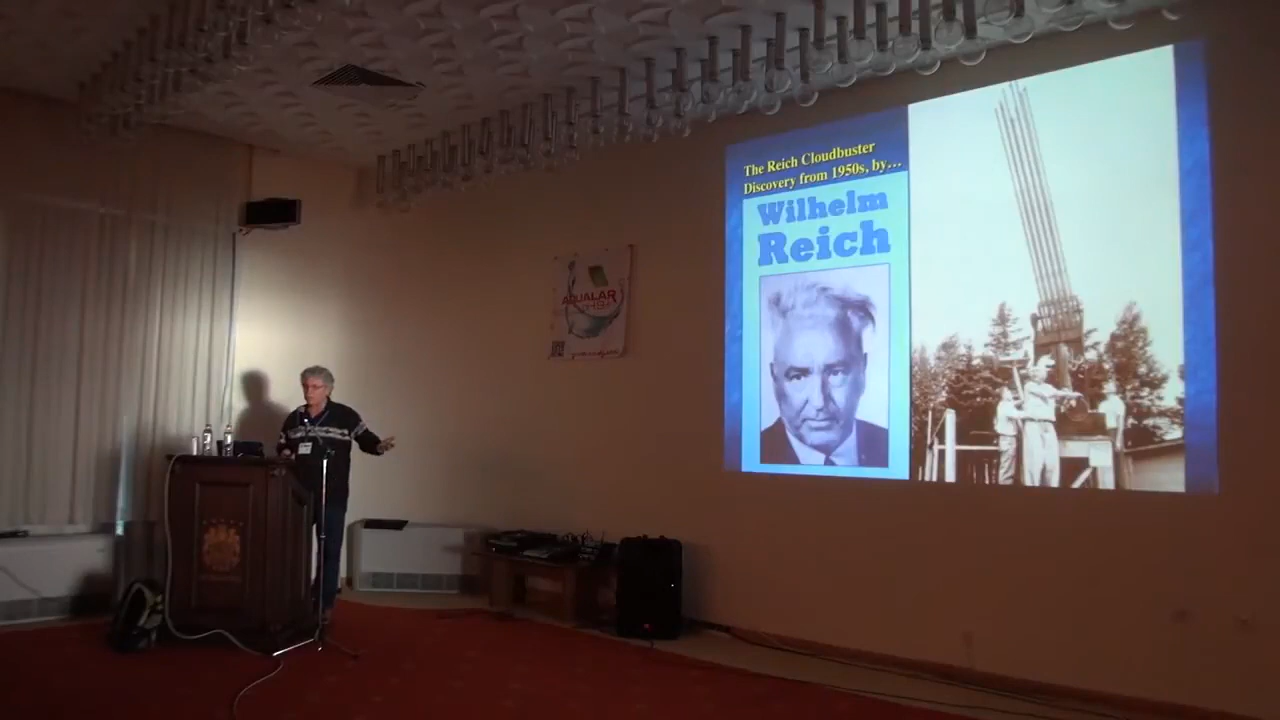 The Reich Cloudbuster
Discovery from 1950s, by...
Wilhelm
Reich
AQUALAR